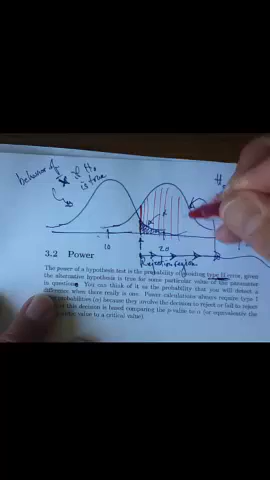 behavior of
x̄ if H₀
is true
H
α
10
20
Rejection region
3.2 Power
The power of a hypothesis test is the probability of avoiding type II error, given
the alternative hypothesis is true for some particular value of the parameter
in question. You can think of it as the probability that you will detect a
difference when there really is one. Power calculations always require type I
probabilities (α) because they involve the decision to reject or fail to reject
this decision is based comparing the p-value to α (or equivalently the
statistic value to a critical value).